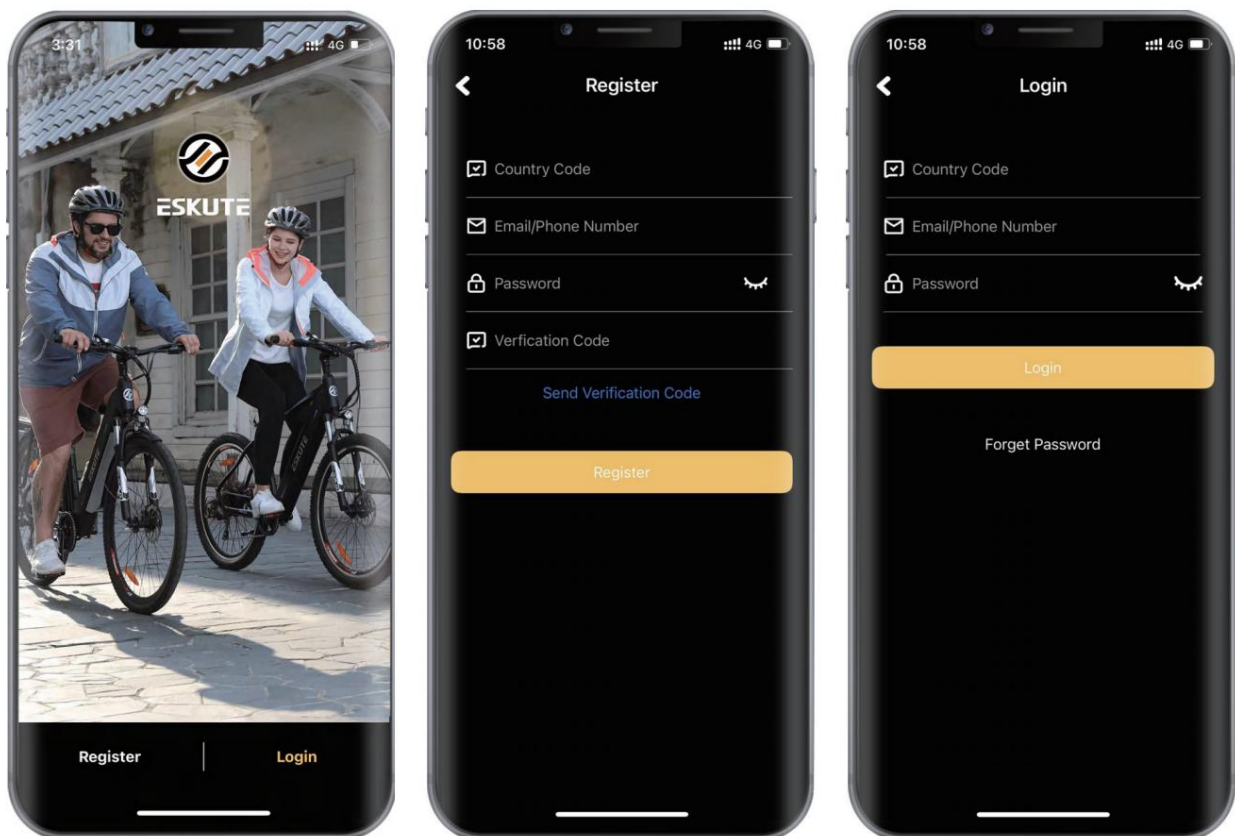 3:31
4G
ESKUTE
ESKUTE
Register
Login
10:58
4G
Register
Country Code
Email/Phone Number
Password
Verfication Code
Send Verification Code
Register
10:58
4G
Login
Country Code
Email/Phone Number
Password
Login
Forget Password